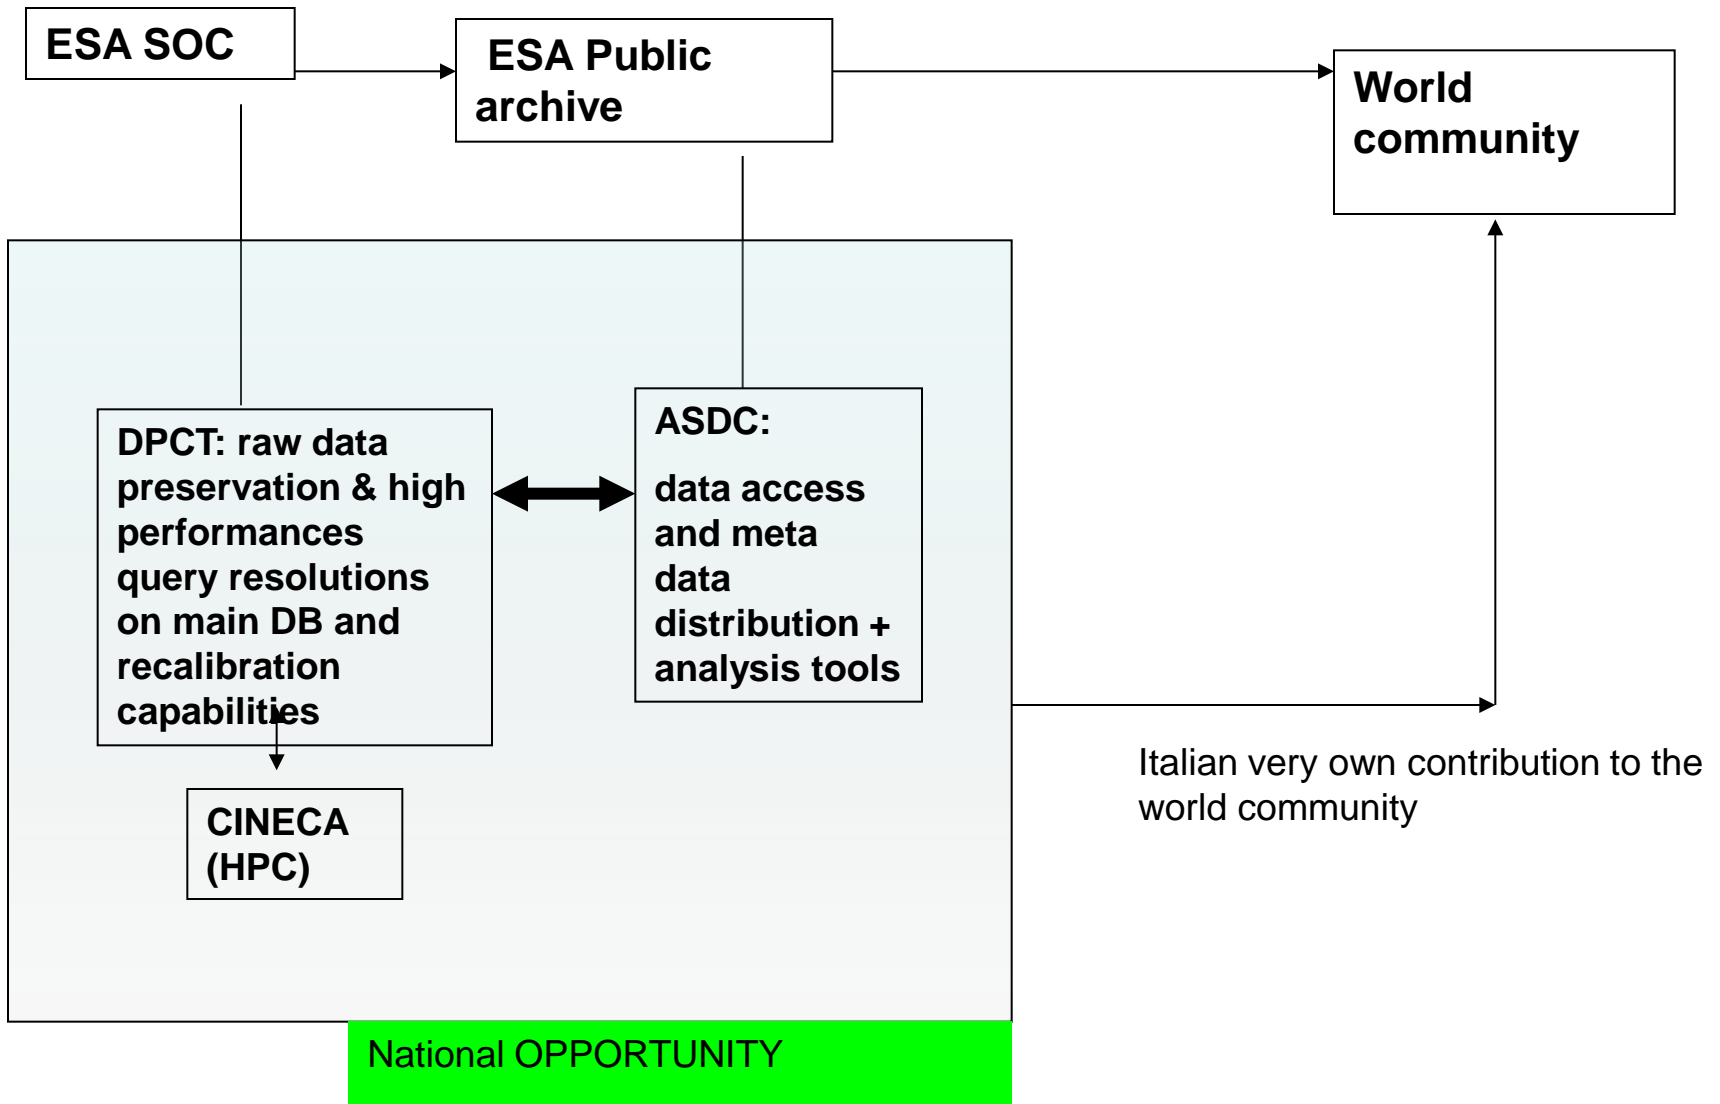 ESA SOC
ESA Public
archive
World
community
DPCT: raw data
preservation & high
performances
query resolutions
on main DB and
recalibration
capabilities
ASDC:
data access
and meta
data
distribution +
analysis tools
CINECA
(HPC)
Italian very own contribution to the
world community
National OPPORTUNITY